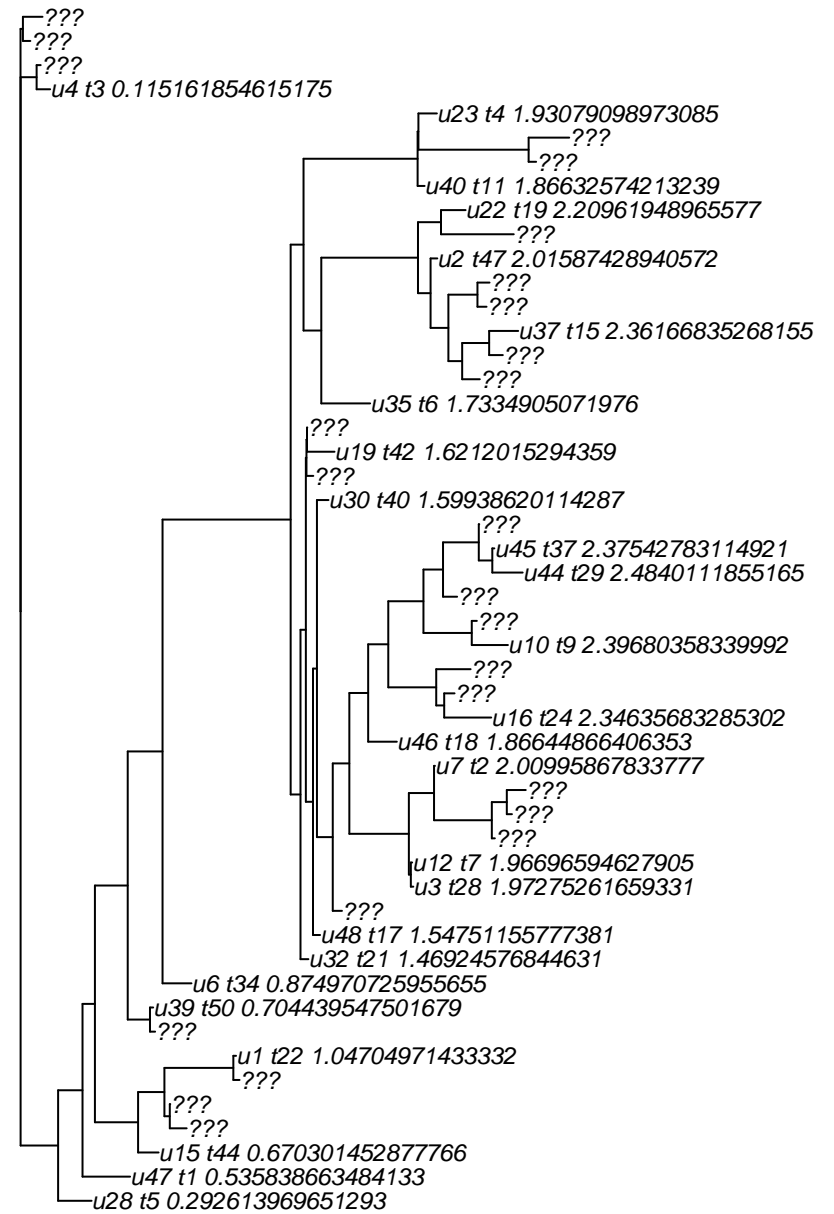 ???
???
???
u4 t3 0.115161854615175
u23 t4 1.93079098973085
???
???
u40 t11 1.86632574213239
u22 t19 2.20961948965577
???
u2 t47 2.01587428940572
???
???
u37 t15 2.36166835268155
???
???
u35 t6 1.7334905071976
???
u19 t42 1.6212015294359
???
u30 t40 1.59938620114287
???
u45 t37 2.37542783114921
u44 t29 2.4840111855165
???
???
u10 t9 2.39680358339992
???
???
u16 t24 2.34635683285302
u46 t18 1.86644866406353
u7 t2 2.00995867833777
???
???
???
u12 t7 1.96696594627905
u3 t28 1.97275261659331
???
u48 t17 1.54751155777381
u32 t21 1.46924576844631
u6 t34 0.874970725955655
u39 t50 0.704439547501679
???
u1 t22 1.04704971433332
???
???
???
u15 t44 0.670301452877766
u47 t1 0.535838663484133
u28 t5 0.292613969651293